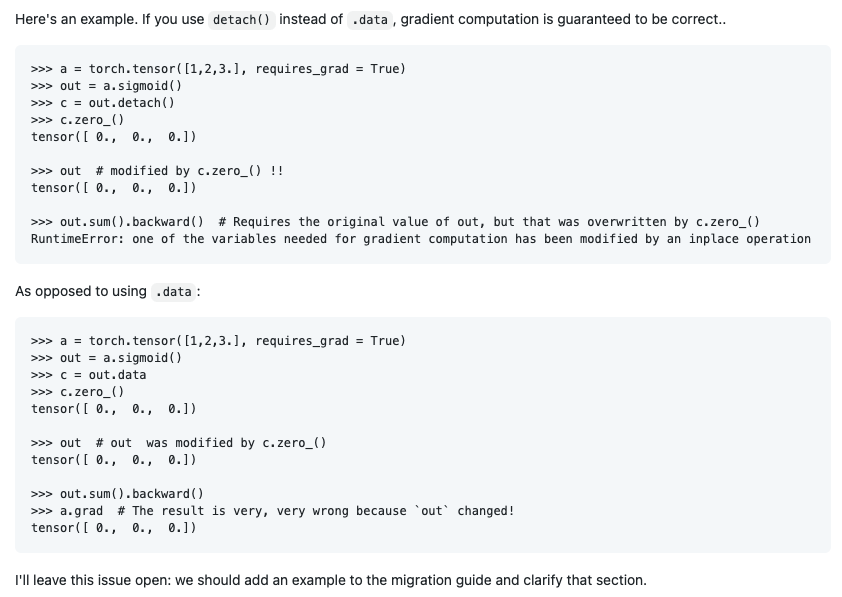 Here's an example. If you use detach() instead of .data , gradient computation is guaranteed to be correct..
>>> a = torch.tensor([1,2,3.], requires_grad = True)
>>> out = a.sigmoid()
>>> c = out.detach()
>>> c.zero_()
tensor([ 0.,  0.,  0.])
>>> out  # modified by c.zero_() !!
tensor([ 0.,  0.,  0.])
>>> out.sum().backward()  # Requires the original value of out, but that was overwritten by c.zero_()
RuntimeError: one of the variables needed for gradient computation has been modified by an inplace operation
As opposed to using .data :
>>> a = torch.tensor([1,2,3.], requires_grad = True)
>>> out = a.sigmoid()
>>> c = out.data
>>> c.zero_()
tensor([ 0.,  0.,  0.])
>>> out  # out  was modified by c.zero_()
tensor([ 0.,  0.,  0.])
>>> out.sum().backward()
>>> a.grad  # The result is very, very wrong because `out` changed!
tensor([ 0.,  0.,  0.])
I'll leave this issue open: we should add an example to the migration guide and clarify that section.